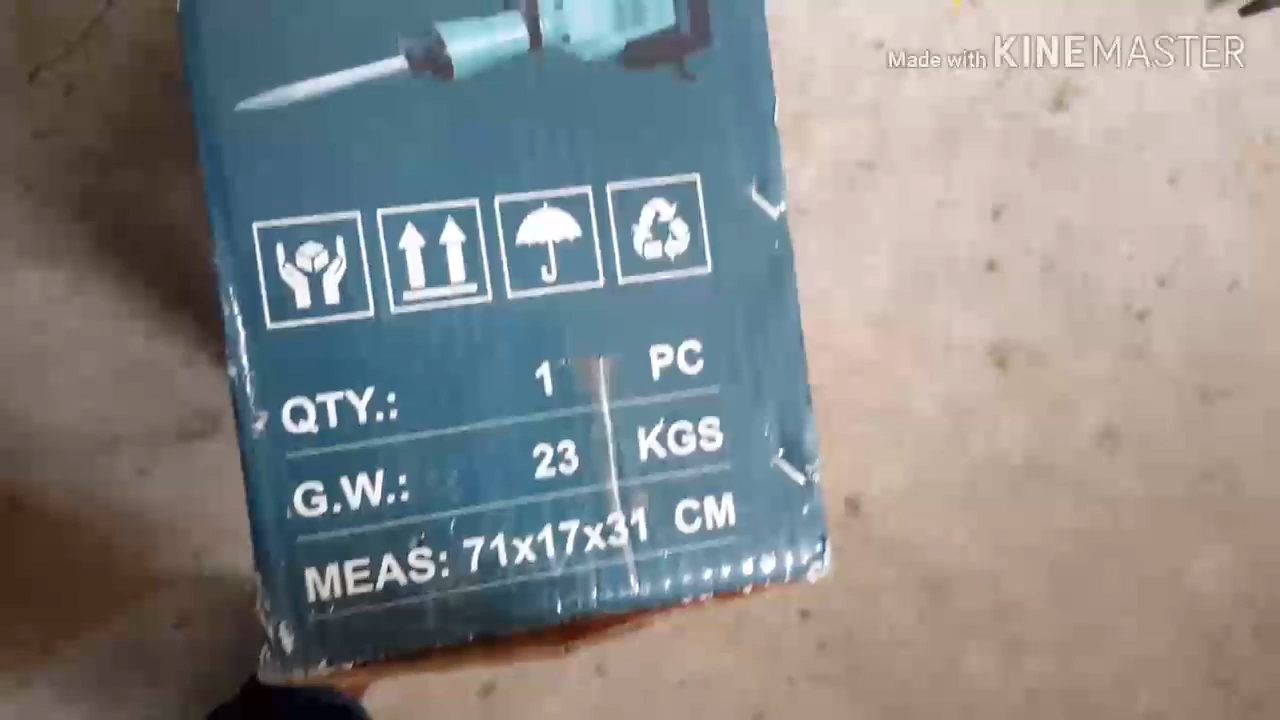 Made with KINEMASTER
QTY.: 1 PC
G.W.: 23 KGS
MEAS: 71x17x31 CM